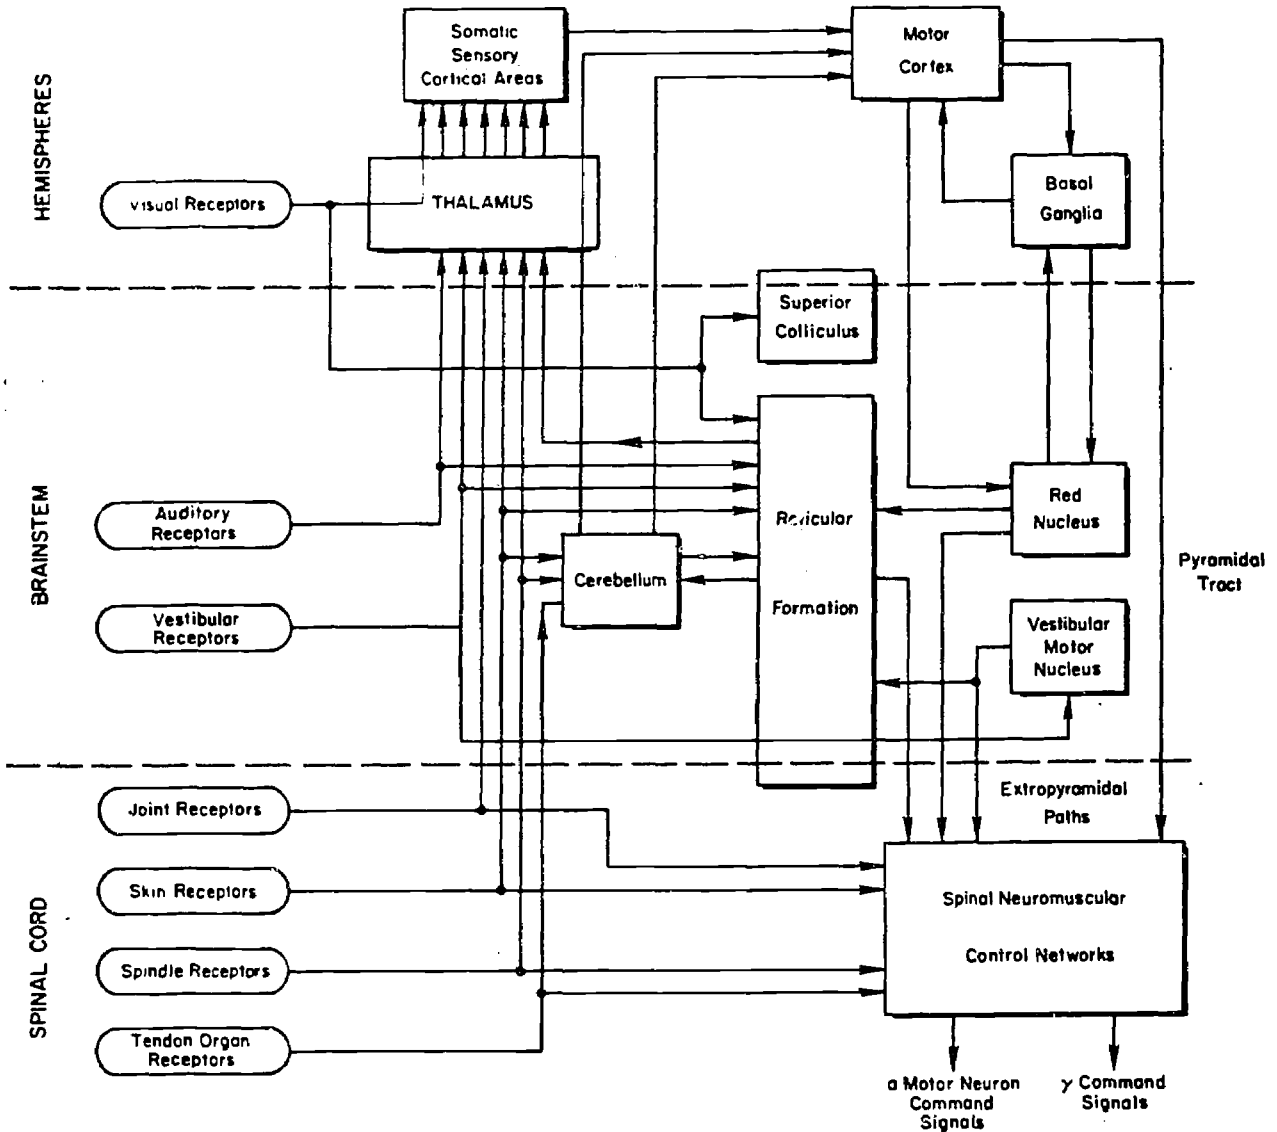 HEMISPHERES
Somatic
Sensory
Cortical Areas
Motor
Cortex
Visual Receptors
THALAMUS
Basal
Ganglia
BRAINSTEM
Superior
Colliculus
Auditory
Receptors
Red
Nucleus
Reticular
Formation
Cerebellum
Pyramidal
Tract
Vestibular
Receptors
Vestibular
Motor
Nucleus
SPINAL CORD
Joint Receptors
Extropyramidal
Paths
Skin Receptors
Spinal Neuromuscular
Control Networks
Spindle Receptors
Tendon Organ
Receptors
α Motor Neuron
Command
Signals
γ Command
Signals